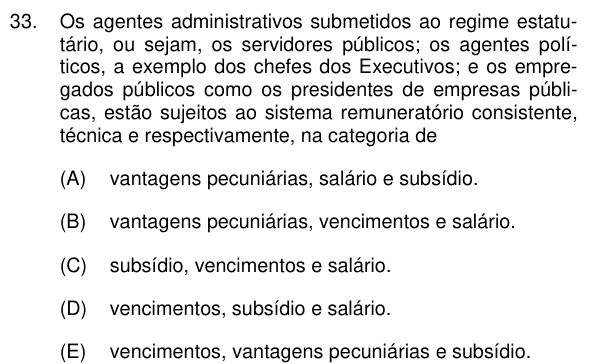 33. Os agentes administrativos submetidos ao regime estatu-
tário, ou sejam, os servidores públicos; os agentes polí-
ticos, a exemplo dos chefes dos Executivos; e os empre-
gados públicos como os presidentes de empresas públi-
cas, estão sujeitos ao sistema remuneratório consistente,
técnica e respectivamente, na categoria de
(A) vantagens pecuniárias, salário e subsídio.
(B) vantagens pecuniárias, vencimentos e salário.
(C) subsídio, vencimentos e salário.
(D) vencimentos, subsídio e salário.
(E) vencimentos, vantagens pecuniárias e subsídio.